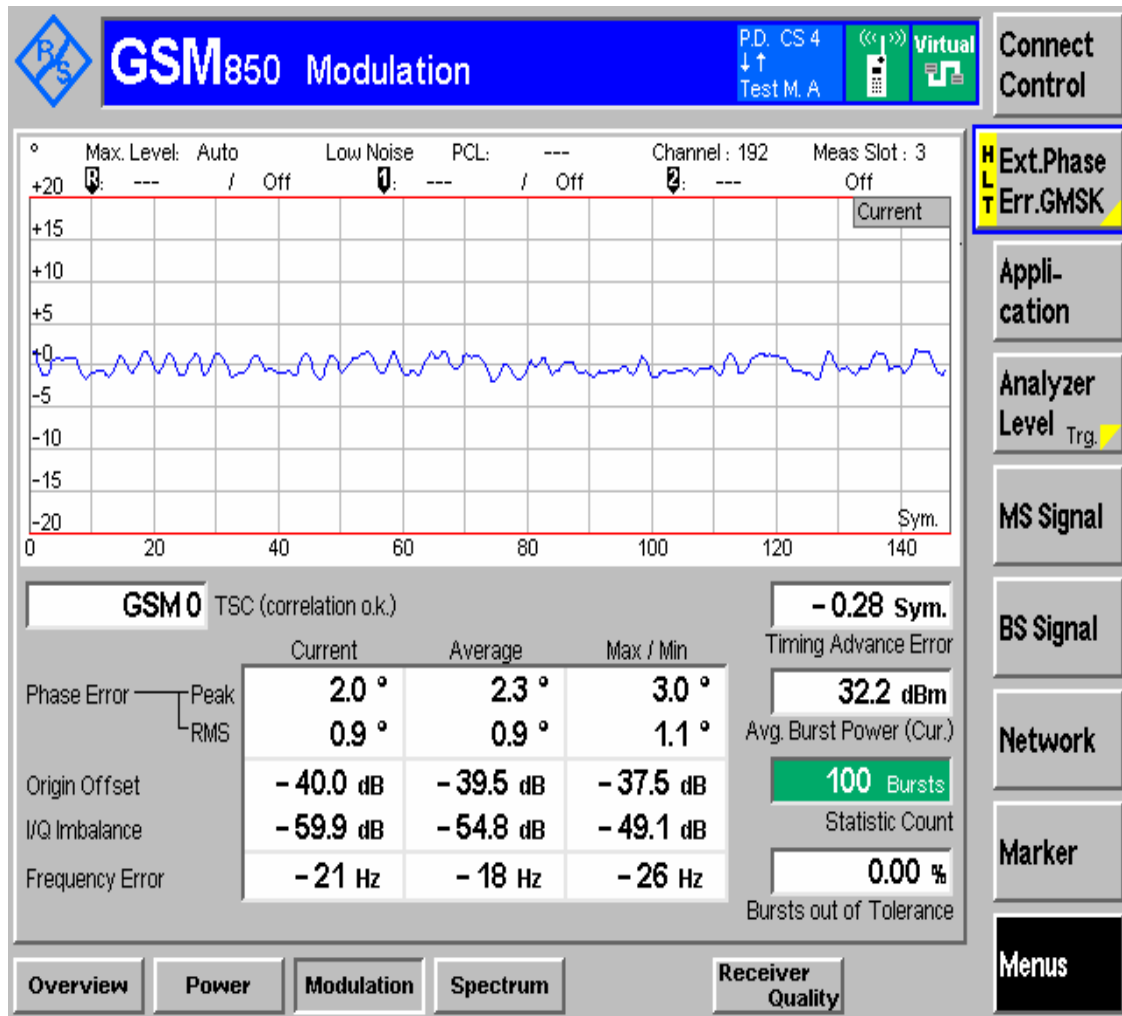 R&S
GSM850 Modulation
P.D. CS 4
↓↑
Test M. A
Virtual
Connect Control
° Max. Level: Auto Low Noise PCL: --- Channel : 192 Meas Slot : 3
R: --- / Off 1: --- / Off 2: --- Off
Current
+20
+15
+10
+5
±0
-5
-10
-15
-20
Sym.
0 20 40 60 80 100 120 140
GSM 0 TSC (correlation o.k.)
- 0.28 Sym.
Timing Advance Error
Current Average Max / Min
Phase Error Peak 2.0 ° 2.3 ° 3.0 °
RMS 0.9 ° 0.9 ° 1.1 °
32.2 dBm
Avg. Burst Power (Cur.)
Origin Offset - 40.0 dB - 39.5 dB - 37.5 dB
I/Q Imbalance - 59.9 dB - 54.8 dB - 49.1 dB
Frequency Error - 21 Hz - 18 Hz - 26 Hz
100 Bursts
Statistic Count
0.00 %
Bursts out of Tolerance
HLT
Ext.Phase
Err.GMSK
Appli-
cation
Analyzer
Level Trg.
MS Signal
BS Signal
Network
Marker
Menus
Overview Power Modulation Spectrum Receiver Quality